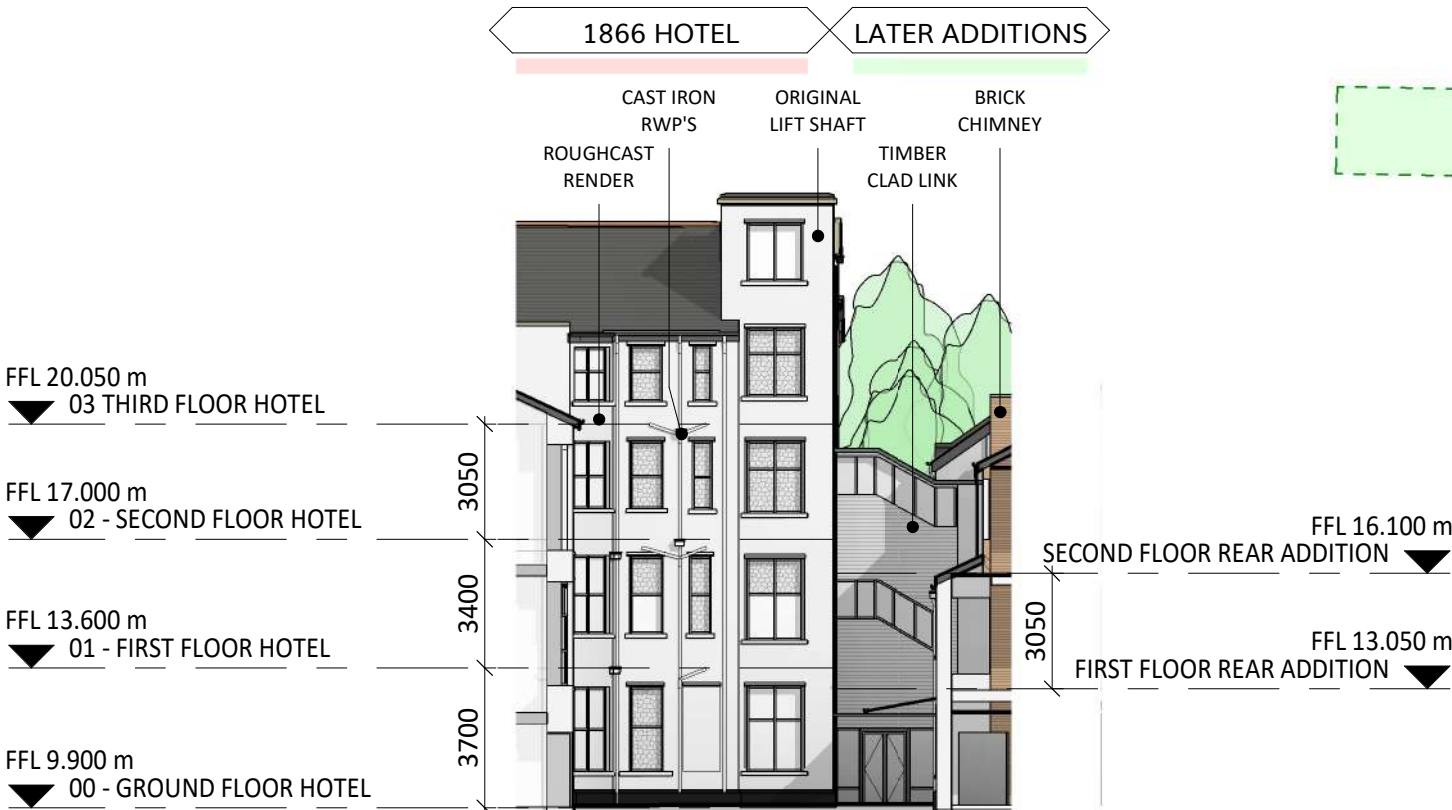 1866 HOTEL
LATER ADDITIONS
CAST IRON
RWP'S
ORIGINAL
LIFT SHAFT
BRICK
CHIMNEY
ROUGHCAST
RENDER
TIMBER
CLAD LINK
FFL 20.050 m
03 THIRD FLOOR HOTEL
3050
FFL 17.000 m
02 - SECOND FLOOR HOTEL
3400
FFL 13.600 m
01 - FIRST FLOOR HOTEL
3700
FFL 9.900 m
00 - GROUND FLOOR HOTEL
FFL 16.100 m
SECOND FLOOR REAR ADDITION
3050
FFL 13.050 m
FIRST FLOOR REAR ADDITION